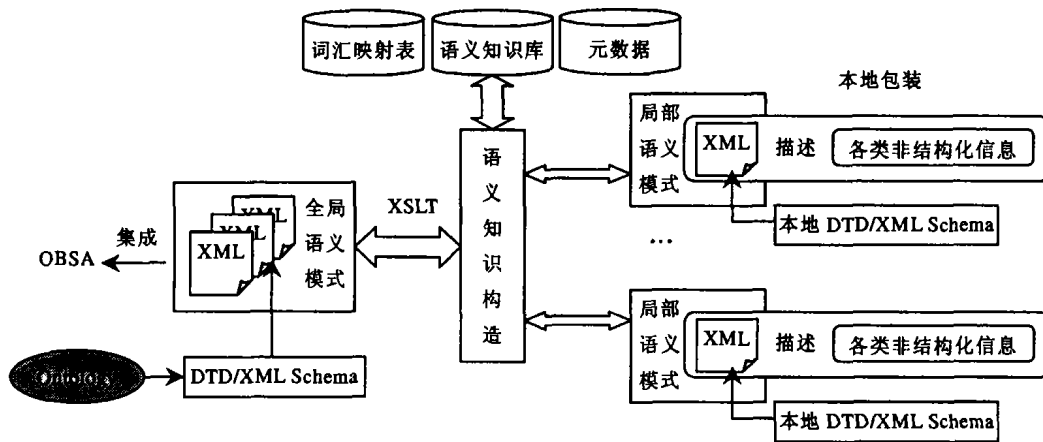 词汇映射表
语义知识库
元数据
本地包装
局部
语义
模式
XML
描述
各类非结构化信息
本地 DTD/XML Schema
语义知识构造
XSLT
全局
语义
模式
XML
XML
XML
集成
OBSA
DTD/XML Schema
...
局部
语义
模式
XML
描述
各类非结构化信息
本地 DTD/XML Schema